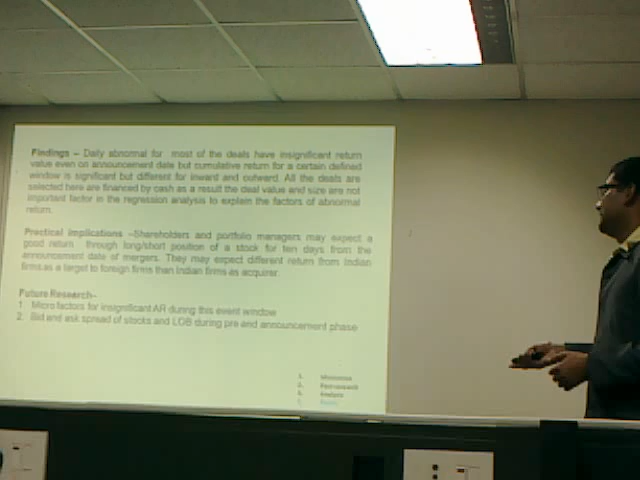 Findings – Daily abnormal for most of the deals have insignificant return
value even on announcement date but cumulative return for a certain defined
window is significant but different for inward and outward. All the deals are
selected here are financed by cash as a result the deal value and size are not
important factor in the regression analysis to explain the factors of abnormal
return.
Practical Implications –Shareholders and portfolio managers may expect a
good return through long/short position of a stock for ten days from the
announcement date of mergers. They may expect different return from Indian
firms as a target to foreign firms than Indian firms as acquirer.
Future Research–
1. Micro factors for insignificant AR during this event window
2. Bid and ask spread of stocks and LOB during pre and announcement phase